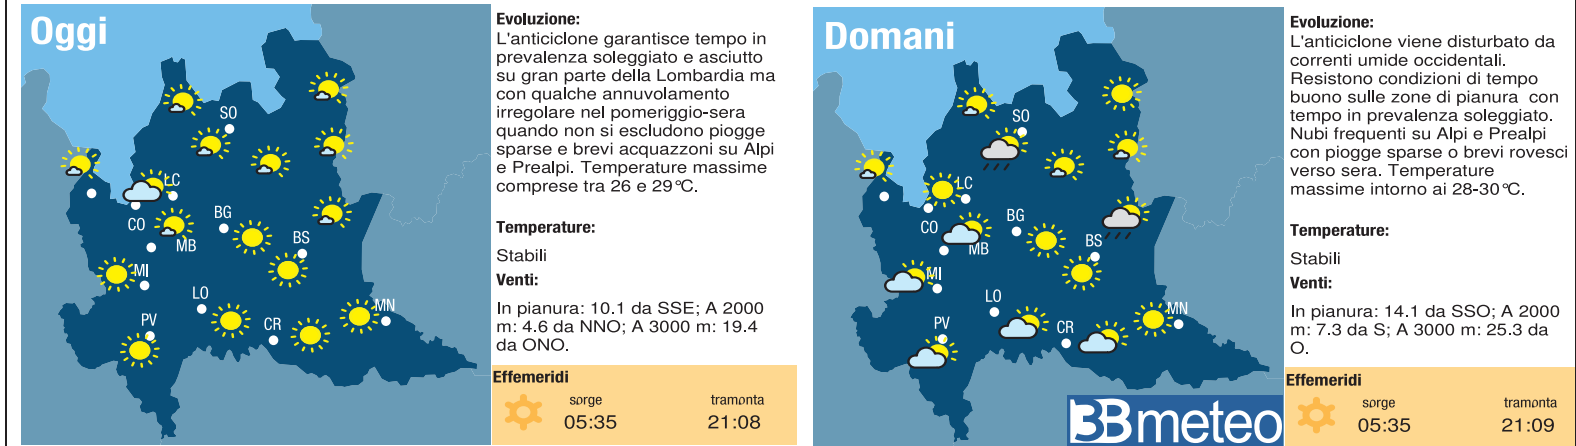 Oggi
SO
LC
CO
BG
MB
BS
MI
LO
MN
PV
CR
Evoluzione:
L'anticiclone garantisce tempo in
prevalenza soleggiato e asciutto
su gran parte della Lombardia ma
con qualche annuvolamento
irregolare nel pomeriggio-sera
quando non si escludono piogge
sparse e brevi acquazzoni su Alpi
e Prealpi. Temperature massime
comprese tra 26 e 29°C.
Temperature:
Stabili
Venti:
In pianura: 10.1 da SSE; A 2000
m: 4.6 da NNO; A 3000 m: 19.4
da ONO.
Effemeridi
sorge tramonta
05:35 21:08
Domani
SO
LC
CO
BG
MB
BS
MI
LO
MN
PV
CR
3Bmeteo
Evoluzione:
L'anticiclone viene disturbato da
correnti umide occidentali.
Resistono condizioni di tempo
buono sulle zone di pianura con
tempo in prevalenza soleggiato.
Nubi frequenti su Alpi e Prealpi
con piogge sparse o brevi rovesci
verso sera. Temperature
massime intorno ai 28-30°C.
Temperature:
Stabili
Venti:
In pianura: 14.1 da SSO; A 2000
m: 7.3 da S; A 3000 m: 25.3 da
O.
Effemeridi
sorge tramonta
05:35 21:09